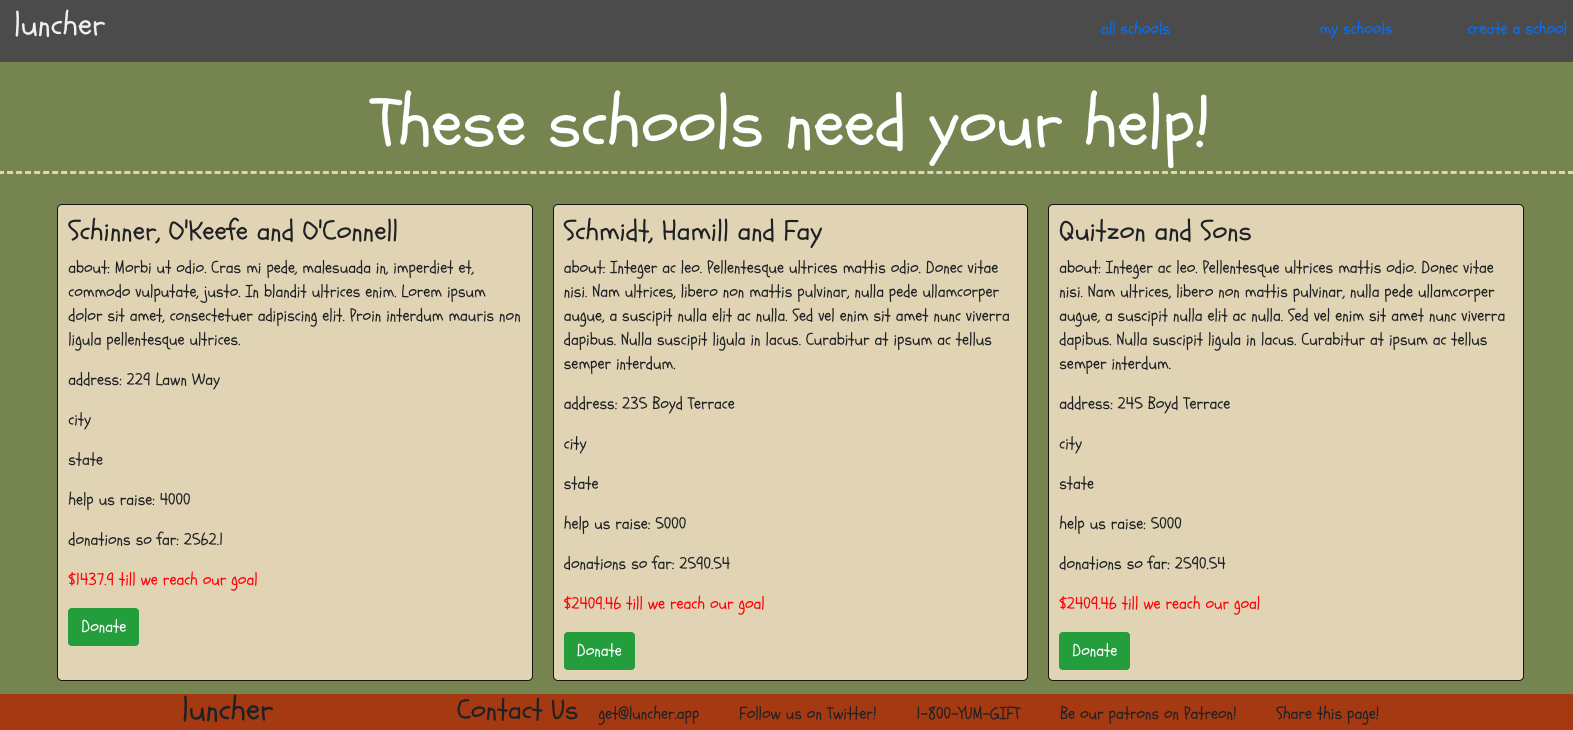 luncher
all schools
my schools
create a school
These schools need your help!
Schinner, O'Keefe and O'Connell
about: Morbi ut odio. Cras mi pede, malesuada in, imperdiet et,
commodo vulputate, justo. In blandit ultrices enim. Lorem ipsum
dolor sit amet, consectetuer adipiscing elit. Proin interdum mauris non
ligula pellentesque ultrices.
address: 229 Lawn Way
city
state
help us raise: 4000
donations so far: 2562.1
$1437.9 till we reach our goal
Donate
Schmidt, Hamill and Fay
about: Integer ac leo. Pellentesque ultrices mattis odio. Donec vitae
nisi. Nam ultrices, libero non mattis pulvinar, nulla pede ullamcorper
augue, a suscipit nulla elit ac nulla. Sed vel enim sit amet nunc viverra
dapibus. Nulla suscipit ligula in lacus. Curabitur at ipsum ac tellus
semper interdum.
address: 235 Boyd Terrace
city
state
help us raise: 5000
donations so far: 2590.54
$2409.46 till we reach our goal
Donate
Quitzon and Sons
about: Integer ac leo. Pellentesque ultrices mattis odio. Donec vitae
nisi. Nam ultrices, libero non mattis pulvinar, nulla pede ullamcorper
augue, a suscipit nulla elit ac nulla. Sed vel enim sit amet nunc viverra
dapibus. Nulla suscipit ligula in lacus. Curabitur at ipsum ac tellus
semper interdum.
address: 245 Boyd Terrace
city
state
help us raise: 5000
donations so far: 2590.54
$2409.46 till we reach our goal
Donate
luncher
Contact Us
get@luncher.app
Follow us on Twitter!
1-800-YUM-GIFT
Be our patrons on Patreon!
Share this page!